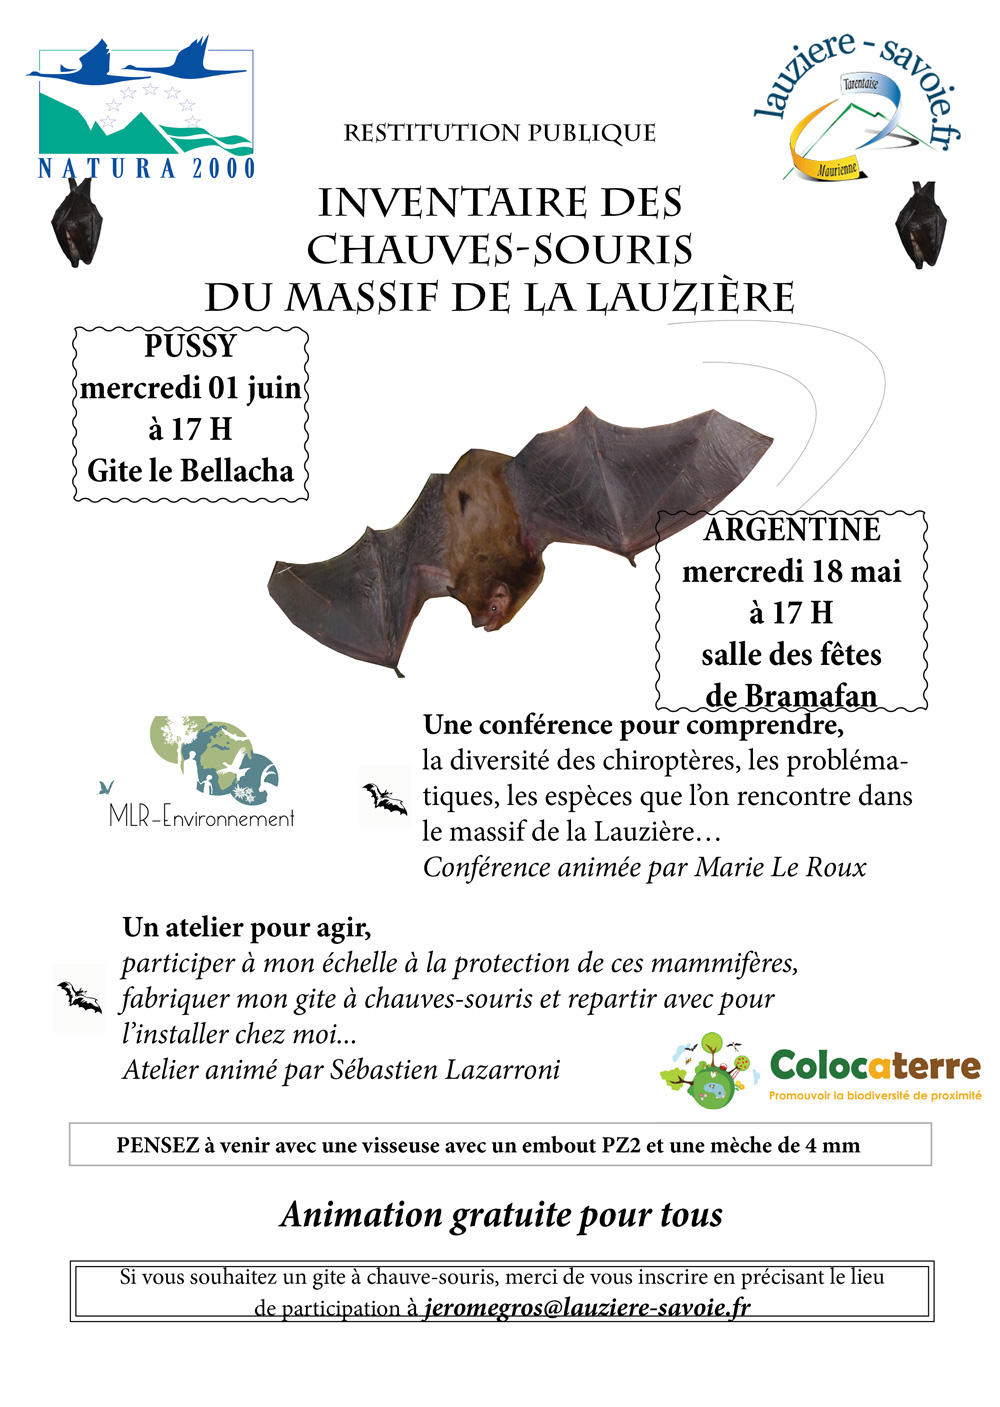 NATURA 2000
lauziere-savoie.fr
Tarentaise
Maurienne
RESTITUTION PUBLIQUE
INVENTAIRE DES
CHAUVES-SOURIS
DU MASSIF DE LA LAUZIÈRE
PUSSY
mercredi 01 juin
à 17 H
Gite le Bellacha
ARGENTINE
mercredi 18 mai
à 17 H
salle des fêtes
de Bramafan
MLR-Environnement
Une conférence pour comprendre,
la diversité des chiroptères, les probléma-
tiques, les espèces que l'on rencontre dans
le massif de la Lauzière…
Conférence animée par Marie Le Roux
Un atelier pour agir,
participer à mon échelle à la protection de ces mammifères,
fabriquer mon gite à chauves-souris et repartir avec pour
l'installer chez moi...
Atelier animé par Sébastien Lazarroni
Colocaterre
Promouvoir la biodiversité de proximité
PENSEZ à venir avec une visseuse avec un embout PZ2 et une mèche de 4 mm
Animation gratuite pour tous
Si vous souhaitez un gite à chauve-souris, merci de vous inscrire en précisant le lieu
de participation à jeromegros@lauziere-savoie.fr